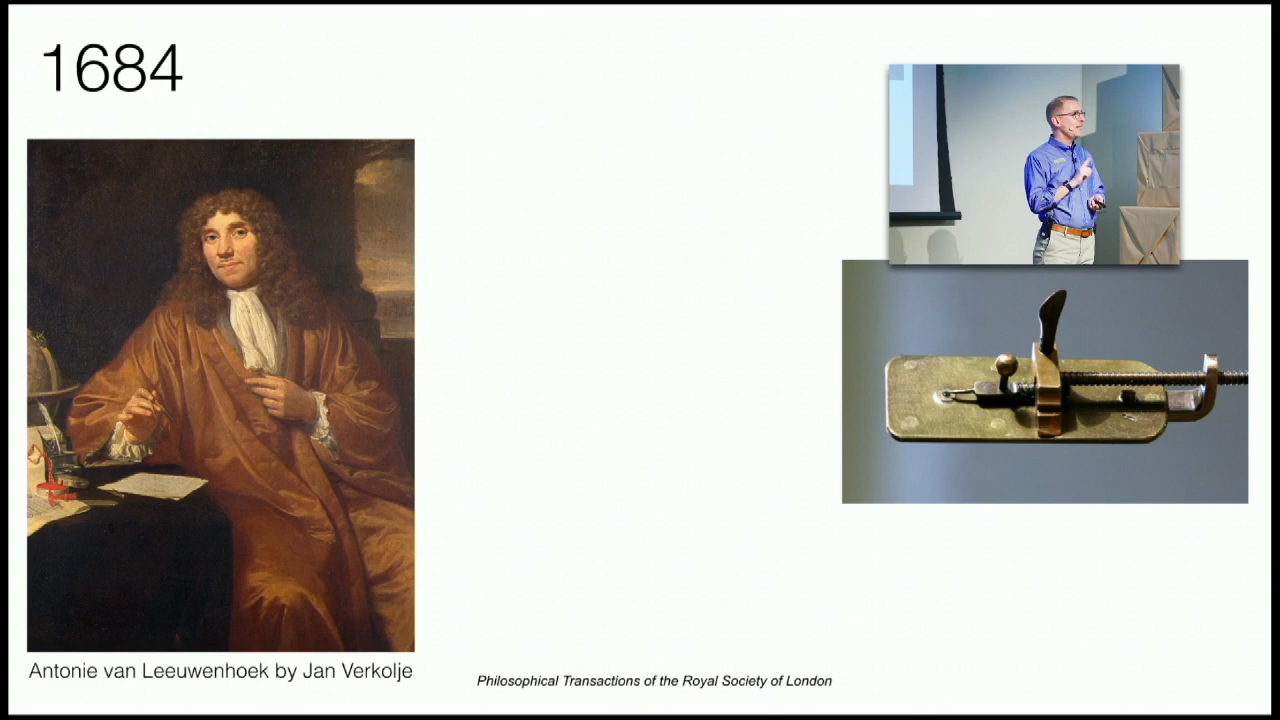 1684
Antonie van Leeuwenhoek by Jan Verkolje
Philosophical Transactions of the Royal Society of London